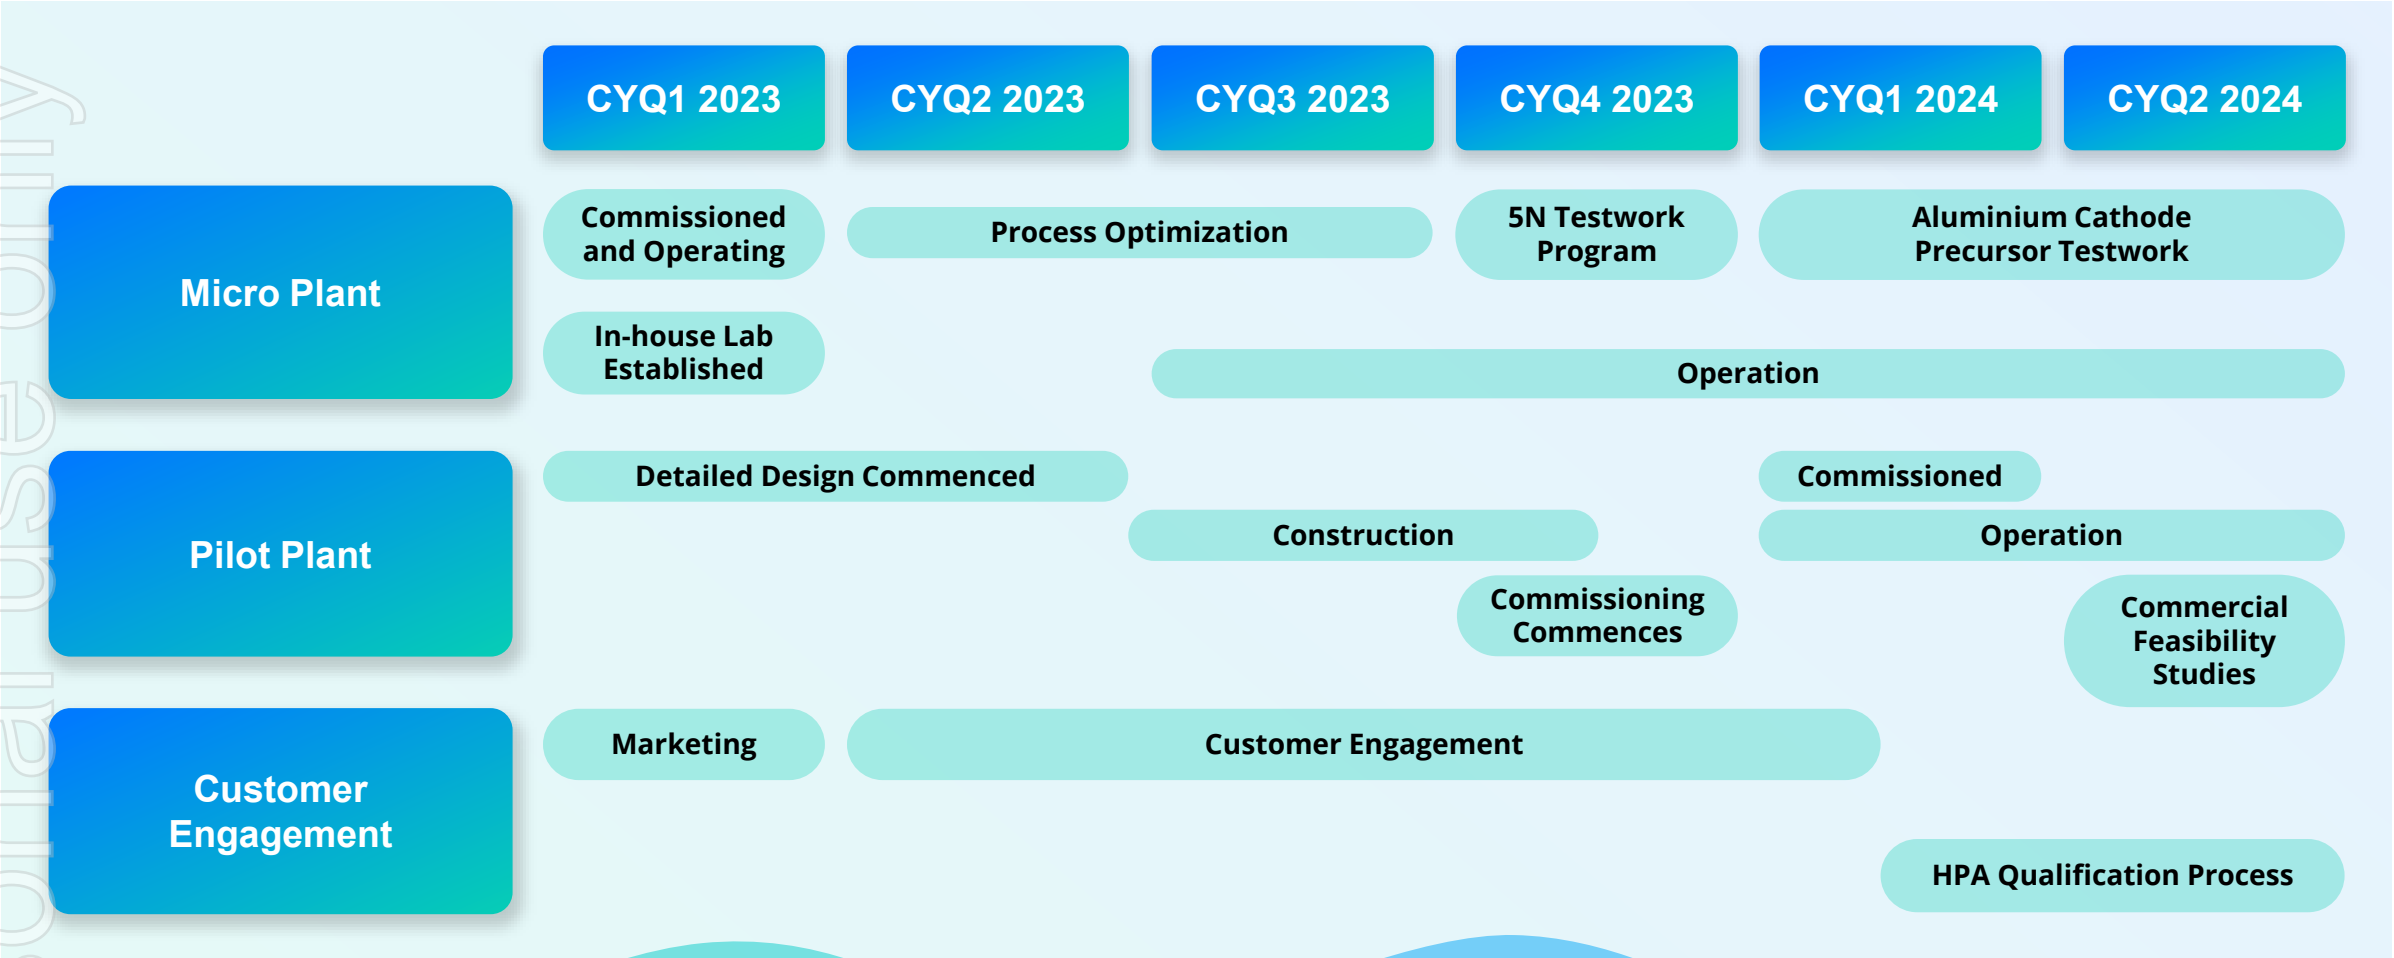 CYQ1 2023
CYQ2 2023
CYQ3 2023
CYQ4 2023
CYQ1 2024
CYQ2 2024
Micro Plant
Commissioned
and Operating
Process Optimization
5N Testwork
Program
Aluminium Cathode
Precursor Testwork
In-house Lab
Established
Operation
Pilot Plant
Detailed Design Commenced
Commissioned
Construction
Operation
Commissioning
Commences
Commercial
Feasibility
Studies
Customer
Engagement
Marketing
Customer Engagement
HPA Qualification Process
use only